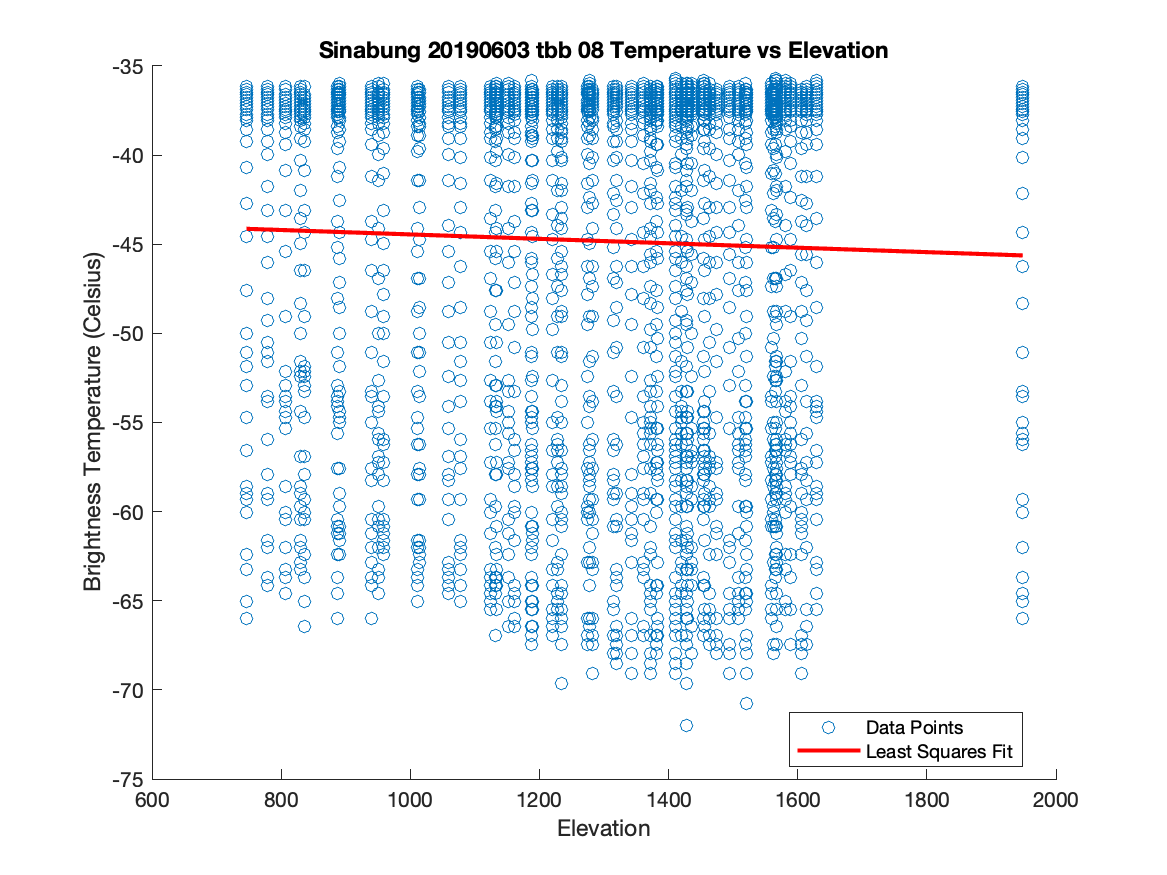 Sinabung 20190603 tbb 08 Temperature vs Elevation
-35
-40
-45
-50
-55
-60
-65
-70
-75
Brightness Temperature (Celsius)
Data Points
Least Squares Fit
600 800 1000 1200 1400 1600 1800 2000
Elevation